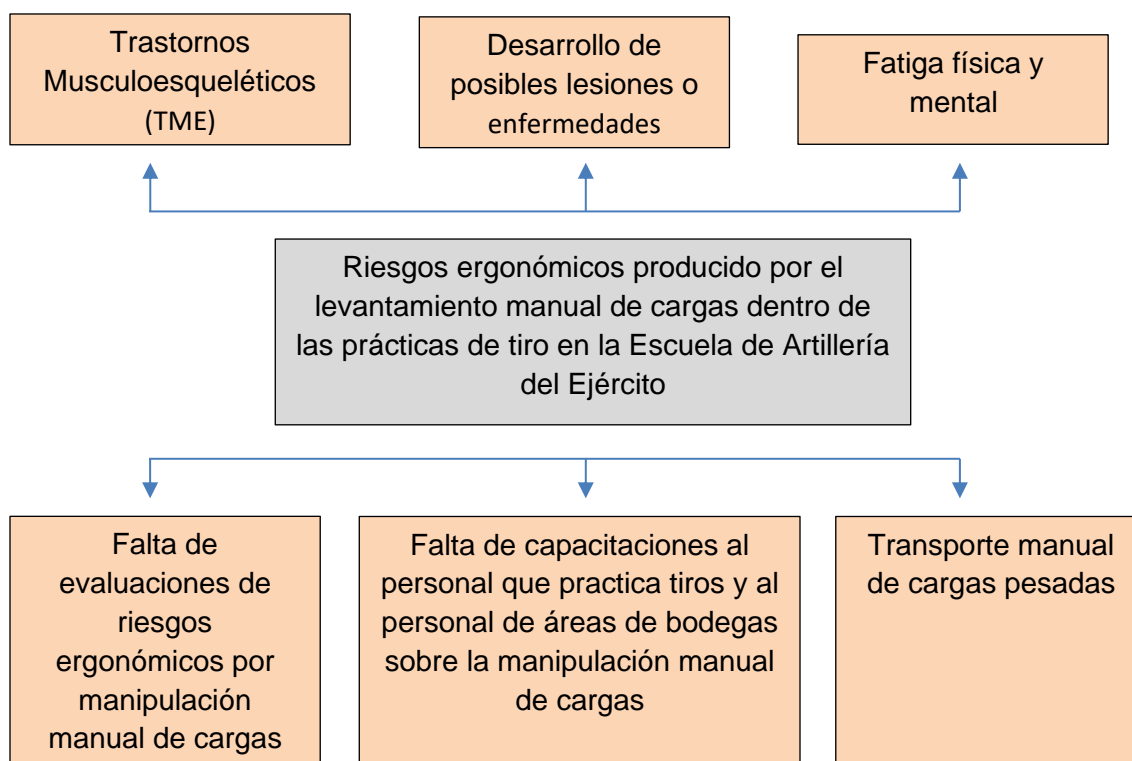 Trastornos
Musculoesqueléticos
(TME)
Desarrollo de
posibles lesiones o
enfermedades
Fatiga física y
mental
Riesgos ergonómicos producido por el
levantamiento manual de cargas dentro de
las prácticas de tiro en la Escuela de Artillería
del Ejército
Falta de
evaluaciones de
riesgos
ergonómicos por
manipulación
manual de cargas
Falta de capacitaciones al
personal que practica tiros y al
personal de áreas de bodegas
sobre la manipulación manual
de cargas
Transporte manual
de cargas pesadas